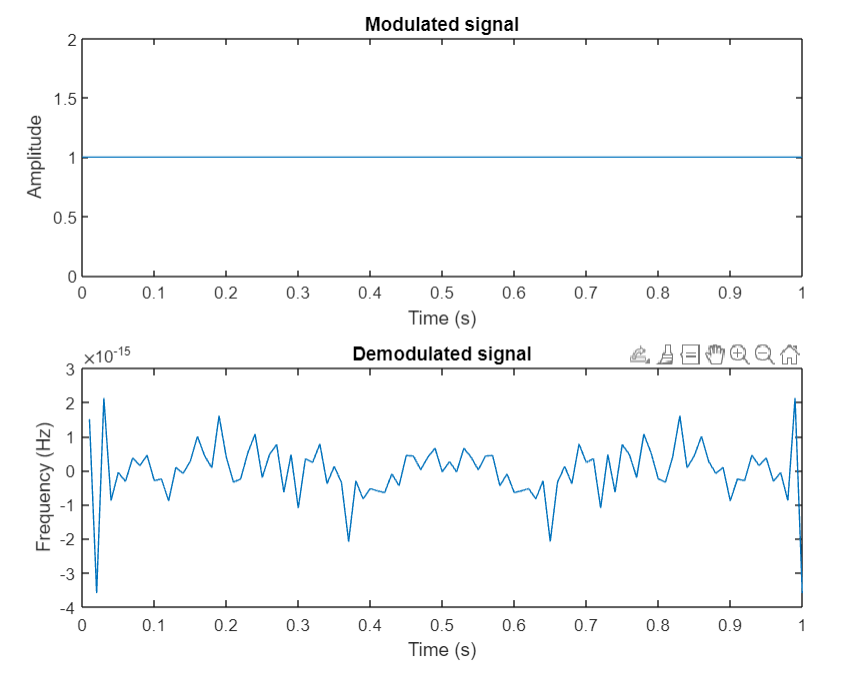 Modulated signal
2
1.5
1
0.5
0
Amplitude
0 0.1 0.2 0.3 0.4 0.5 0.6 0.7 0.8 0.9 1
Time (s)
×10-15
Demodulated signal
3
2
1
0
-1
-2
-3
-4
Frequency (Hz)
0 0.1 0.2 0.3 0.4 0.5 0.6 0.7 0.8 0.9 1
Time (s)